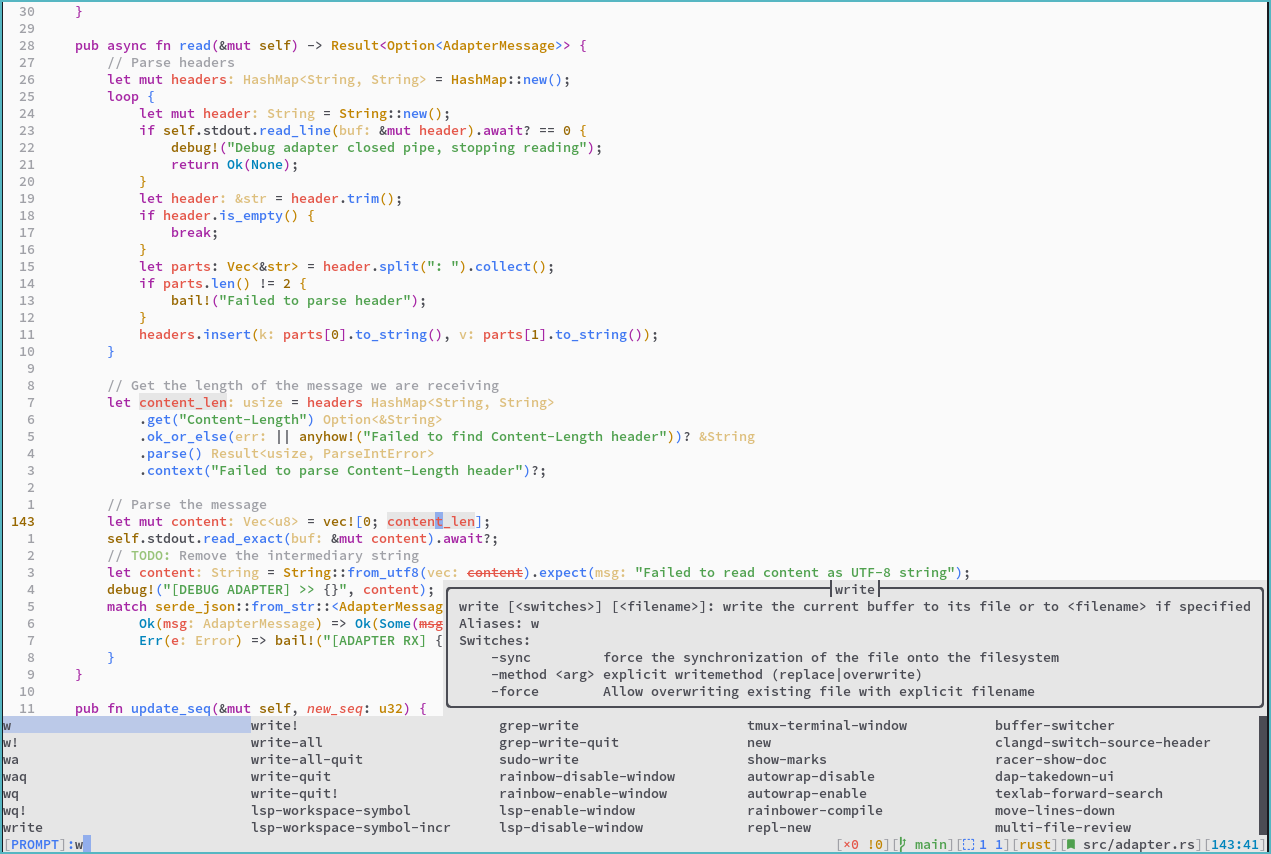 30     }
29
28     pub async fn read(&mut self) -> Result<Option<AdapterMessage>> {
27         // Parse headers
26         let mut headers: HashMap<String, String> = HashMap::new();
25         loop {
24             let mut header: String = String::new();
23             if self.stdout.read_line(buf: &mut header).await? == 0 {
22                 debug!("Debug adapter closed pipe, stopping reading");
21                 return Ok(None);
20             }
19             let header: &str = header.trim();
18             if header.is_empty() {
17                 break;
16             }
15             let parts: Vec<&str> = header.split(": ").collect();
14             if parts.len() != 2 {
13                 bail!("Failed to parse header");
12             }
11             headers.insert(k: parts[0].to_string(), v: parts[1].to_string());
10         }
9
8         // Get the length of the message we are receiving
7         let content_len: usize = headers HashMap<String, String>
6             .get("Content-Length") Option<&String>
5             .ok_or_else(err: || anyhow!("Failed to find Content-Length header"))? &String
4             .parse() Result<usize, ParseIntError>
3             .context("Failed to parse Content-Length header")?;
2
1         // Parse the message
143         let mut content: Vec<u8> = vec![0; content_len];
1         self.stdout.read_exact(buf: &mut content).await?;
2         // TODO: Remove the intermediary string
3         let content: String = String::from_utf8(vec: content).expect(msg: "Failed to read content as UTF-8 string");
4         debug!("[DEBUG ADAPTER] >> {}", content);
5         match serde_json::from_str::<AdapterMessag
6             Ok(msg: AdapterMessage) => Ok(Some(msg
7             Err(e: Error) => bail!("[ADAPTER RX] {
8         }
9     }
10
11     pub fn update_seq(&mut self, new_seq: u32) {
write
write [<switches>] [<filename>]: write the current buffer to its file or to <filename> if specified
Aliases: w
Switches:
    -sync         force the synchronization of the file onto the filesystem
    -method <arg> explicit writemethod (replace|overwrite)
    -force        Allow overwriting existing file with explicit filename
w write! grep-write tmux-terminal-window buffer-switcher
w! write-all grep-write-quit new clangd-switch-source-header
wa write-all-quit sudo-write show-marks racer-show-doc
waq write-quit rainbow-disable-window autowrap-disable dap-takedown-ui
wq write-quit! rainbow-enable-window autowrap-enable texlab-forward-search
wq! lsp-workspace-symbol lsp-enable-window rainbower-compile move-lines-down
write lsp-workspace-symbol-incr lsp-disable-window repl-new multi-file-review
[PROMPT]:w [×0 !0][ main][ 1 1][rust][ src/adapter.rs][143:41]